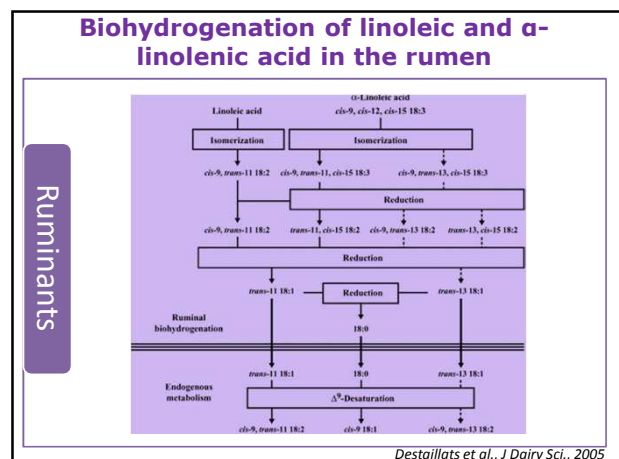 Biohydrogenation of linoleic and α-
linolenic acid in the rumen
Ruminants
α-Linoleic acid
Linoleic acid cis-9, cis-12, cis-15 18:3
Isomerization Isomerization
cis-9, trans-11 18:2 cis-9, trans-11, cis-15 18:3 cis-9, trans-13, cis-15 18:3
Reduction
cis-9, trans-11 18:2 trans-11, cis-15 18:2 cis-9, trans-13 18:2 trans-13, cis-15 18:2
Reduction
trans-11 18:1 Reduction trans-13 18:1
Ruminal
biohydrogenation
18:0
trans-11 18:1 18:0 trans-13 18:1
Endogenous
metabolism
Δ9-Desaturation
cis-9, trans-11 18:2 cis-9 18:1 cis-9, trans-13 18:2
Destaillats et al., J Dairy Sci., 2005